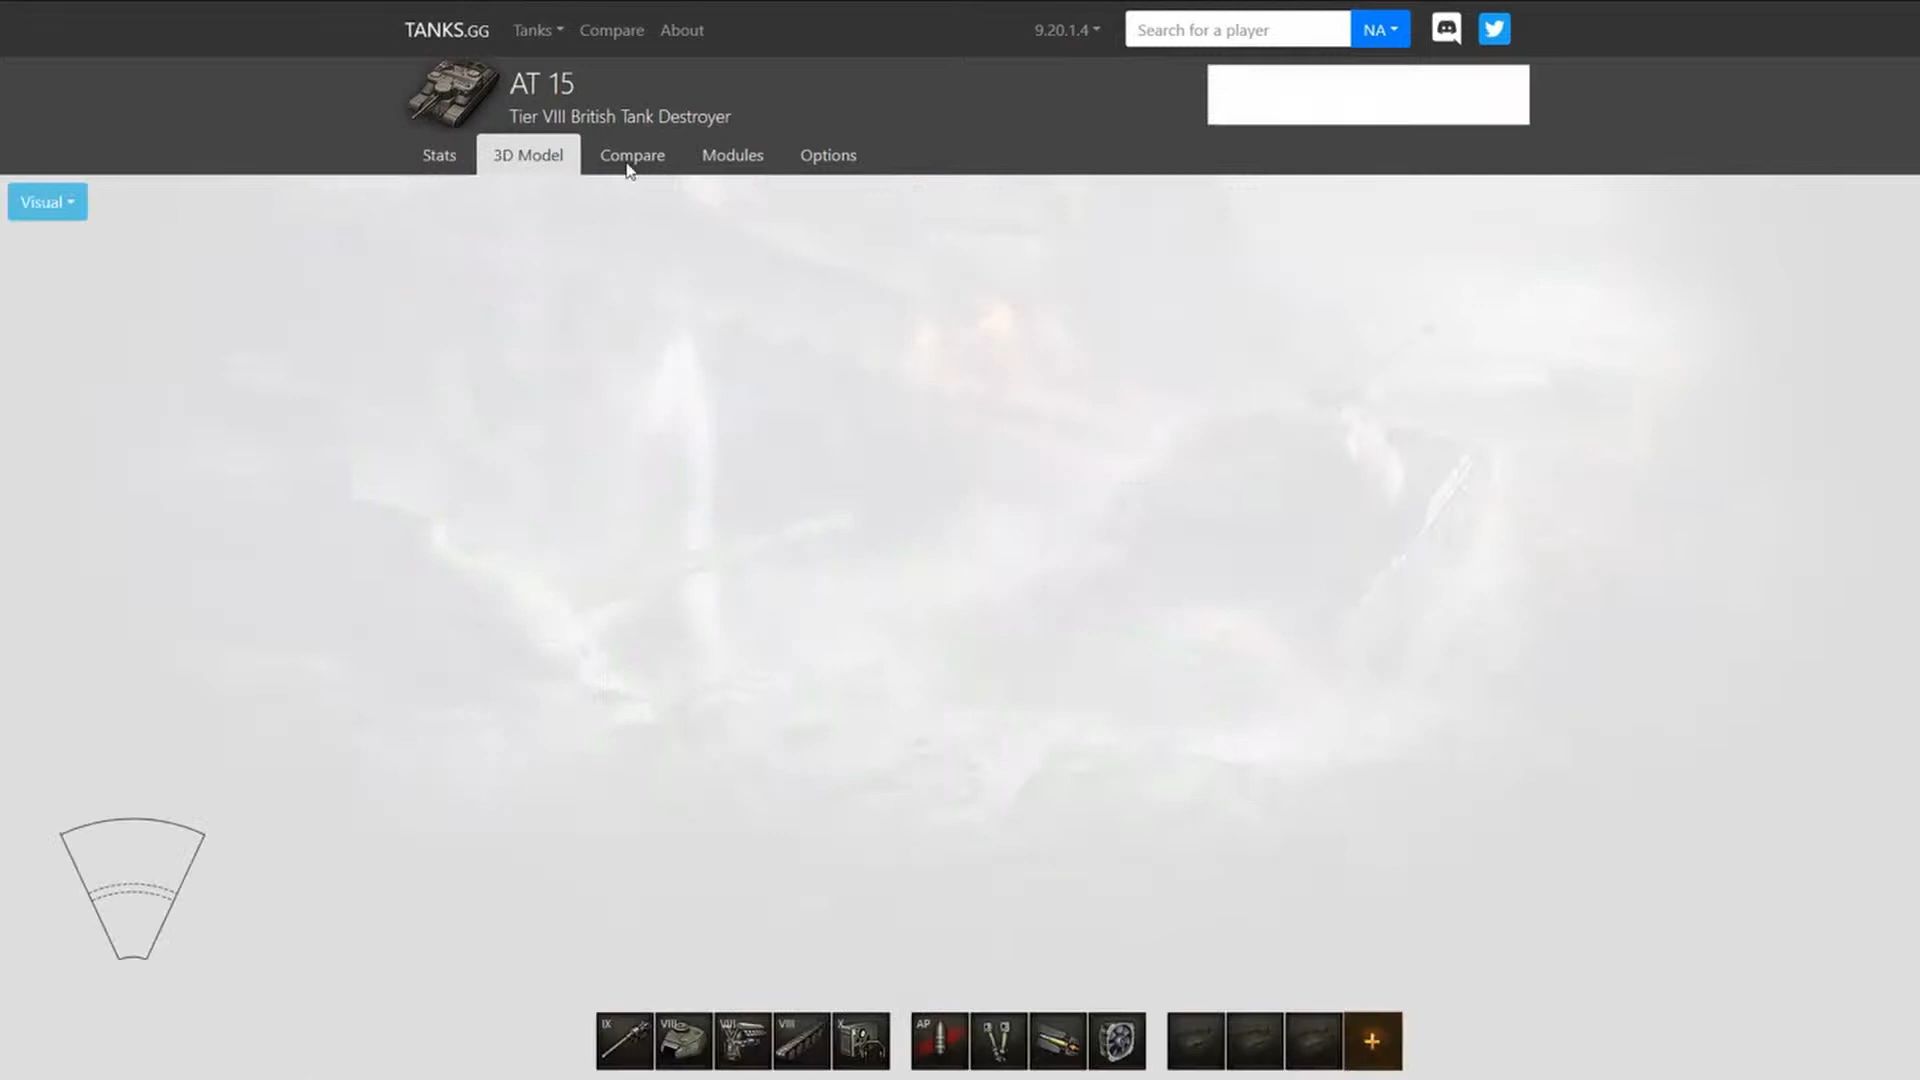 TANKS.GG Tanks Compare About 9.20.1.4 Search for a player NA
AT 15
Tier VIII British Tank Destroyer
Stats 3D Model Compare Modules Options
Visual
IX VIII VIII VIII X AP